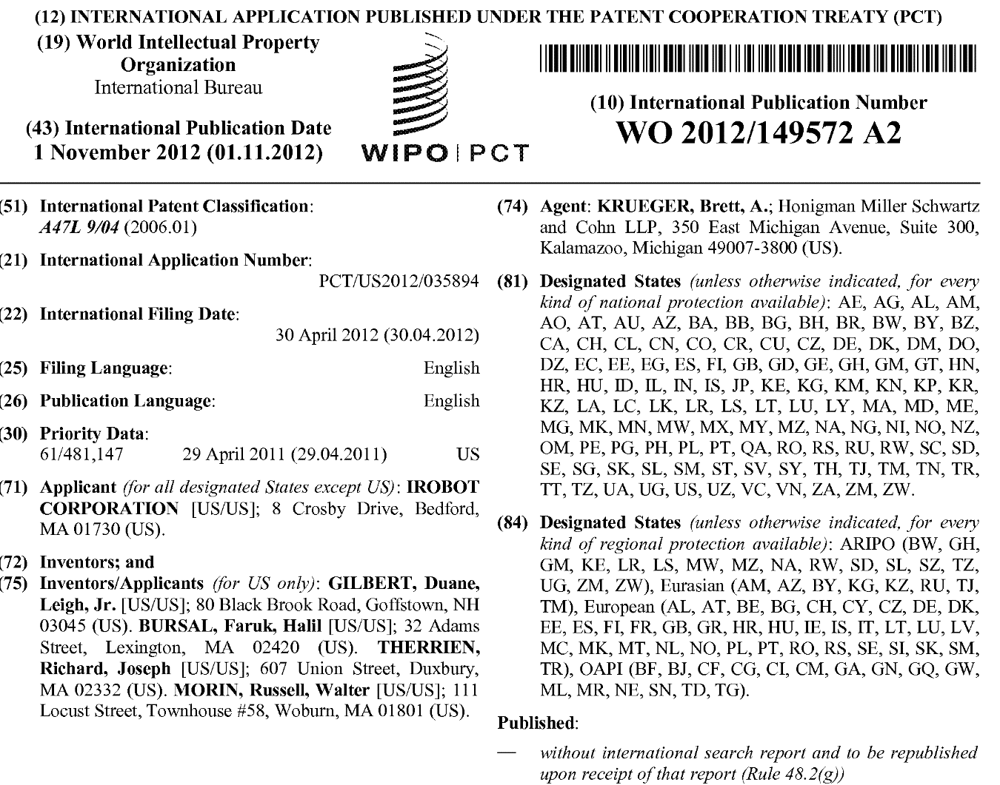 (12) INTERNATIONAL APPLICATION PUBLISHED UNDER THE PATENT COOPERATION TREATY (PCT)
(19) World Intellectual Property
Organization
International Bureau
(43) International Publication Date
1 November 2012 (01.11.2012)
WIPO | PCT
(10) International Publication Number
WO 2012/149572 A2
(51) International Patent Classification:
A47L 9/04 (2006.01)
(21) International Application Number:
PCT/US2012/035894
(22) International Filing Date:
30 April 2012 (30.04.2012)
(25) Filing Language: English
(26) Publication Language: English
(30) Priority Data:
61/481,147 29 April 2011 (29.04.2011) US
(71) Applicant (for all designated States except US): IROBOT
CORPORATION [US/US]; 8 Crosby Drive, Bedford,
MA 01730 (US).
(72) Inventors; and
(75) Inventors/Applicants (for US only): GILBERT, Duane,
Leigh, Jr. [US/US]; 80 Black Brook Road, Goffstown, NH
03045 (US). BURSAL, Faruk, Halil [US/US]; 32 Adams
Street, Lexington, MA 02420 (US). THERRIEN,
Richard, Joseph [US/US]; 607 Union Street, Duxbury,
MA 02332 (US). MORIN, Russell, Walter [US/US]; 111
Locust Street, Townhouse #58, Woburn, MA 01801 (US).
(74) Agent: KRUEGER, Brett, A.; Honigman Miller Schwartz
and Cohn LLP, 350 East Michigan Avenue, Suite 300,
Kalamazoo, Michigan 49007-3800 (US).
(81) Designated States (unless otherwise indicated, for every
kind of national protection available): AE, AG, AL, AM,
AO, AT, AU, AZ, BA, BB, BG, BH, BR, BW, BY, BZ,
CA, CH, CL, CN, CO, CR, CU, CZ, DE, DK, DM, DO,
DZ, EC, EE, EG, ES, FI, GB, GD, GE, GH, GM, GT, HN,
HR, HU, ID, IL, IN, IS, JP, KE, KG, KM, KN, KP, KR,
KZ, LA, LC, LK, LR, LS, LT, LU, LY, MA, MD, ME,
MG, MK, MN, MW, MX, MY, MZ, NA, NG, NI, NO, NZ,
OM, PE, PG, PH, PL, PT, QA, RO, RS, RU, RW, SC, SD,
SE, SG, SK, SL, SM, ST, SV, SY, TH, TJ, TM, TN, TR,
TT, TZ, UA, UG, US, UZ, VC, VN, ZA, ZM, ZW.
(84) Designated States (unless otherwise indicated, for every
kind of regional protection available): ARIPO (BW, GH,
GM, KE, LR, LS, MW, MZ, NA, RW, SD, SL, SZ, TZ,
UG, ZM, ZW), Eurasian (AM, AZ, BY, KG, KZ, RU, TJ,
TM), European (AL, AT, BE, BG, CH, CY, CZ, DE, DK,
EE, ES, FI, FR, GB, GR, HR, HU, IE, IS, IT, LT, LU, LV,
MC, MK, MT, NL, NO, PL, PT, RO, RS, SE, SI, SK, SM,
TR), OAPI (BF, BJ, CF, CG, CI, CM, GA, GN, GQ, GW,
ML, MR, NE, SN, TD, TG).
Published:
— without international search report and to be republished
upon receipt of that report (Rule 48.2(g))